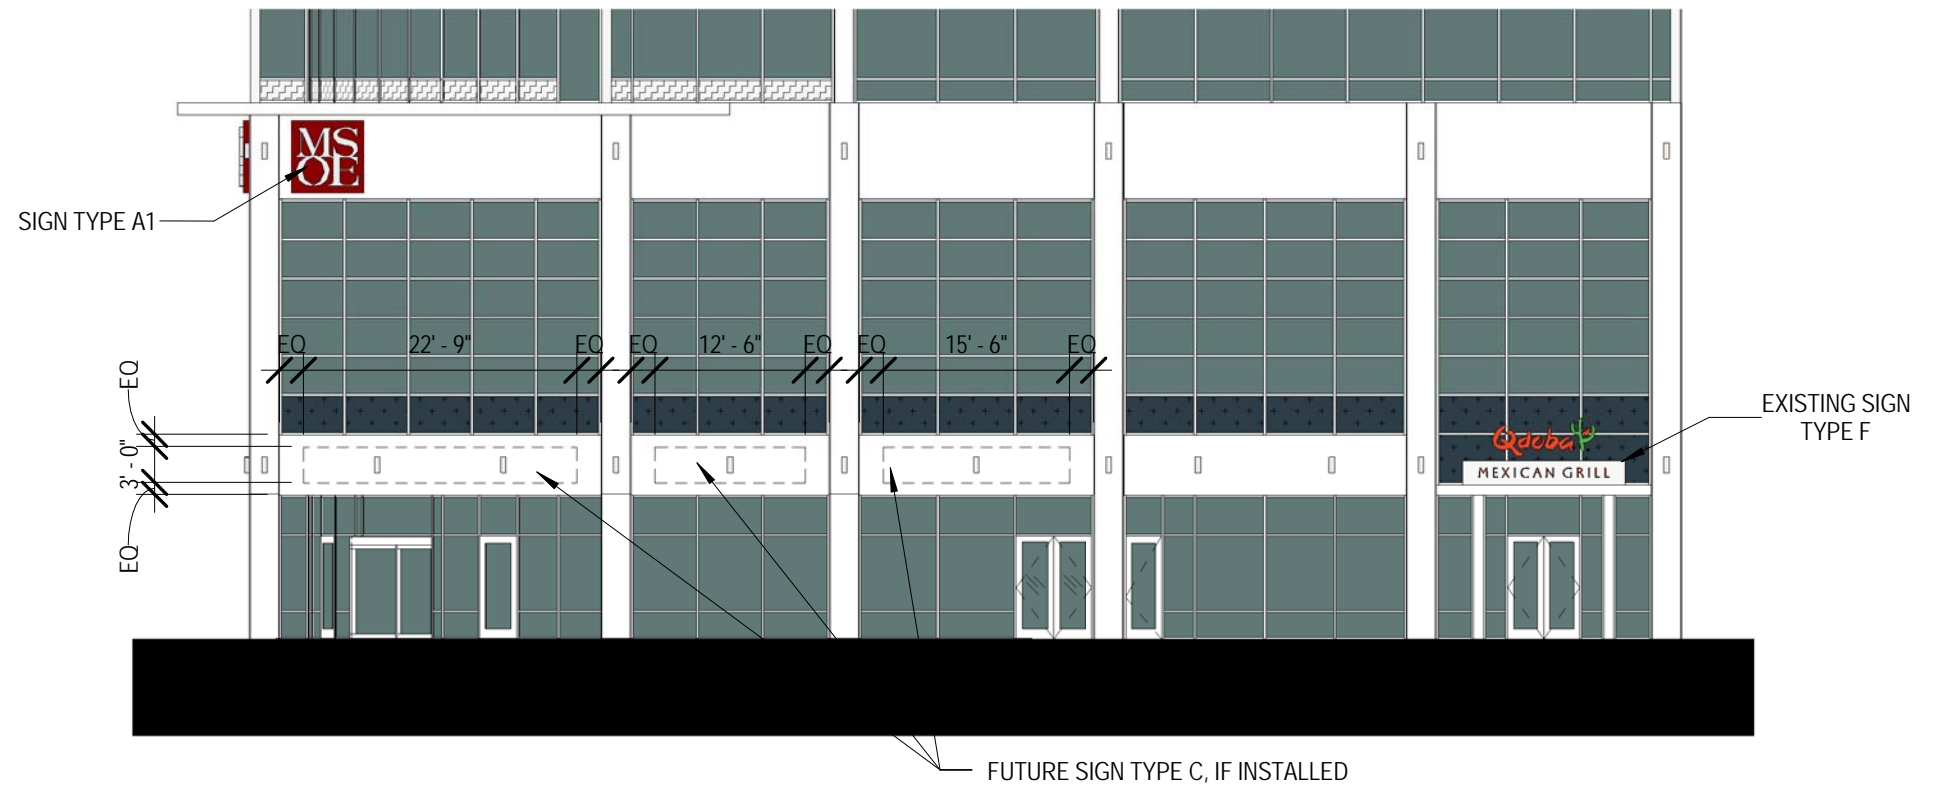 MS
OE
SIGN TYPE A1
EQ 22' - 9" EQ EQ 12' - 6" EQ EQ 15' - 6" EQ
EQ
3' - 0"
EQ
EXISTING SIGN
TYPE F
Qdoba
MEXICAN GRILL
FUTURE SIGN TYPE C, IF INSTALLED